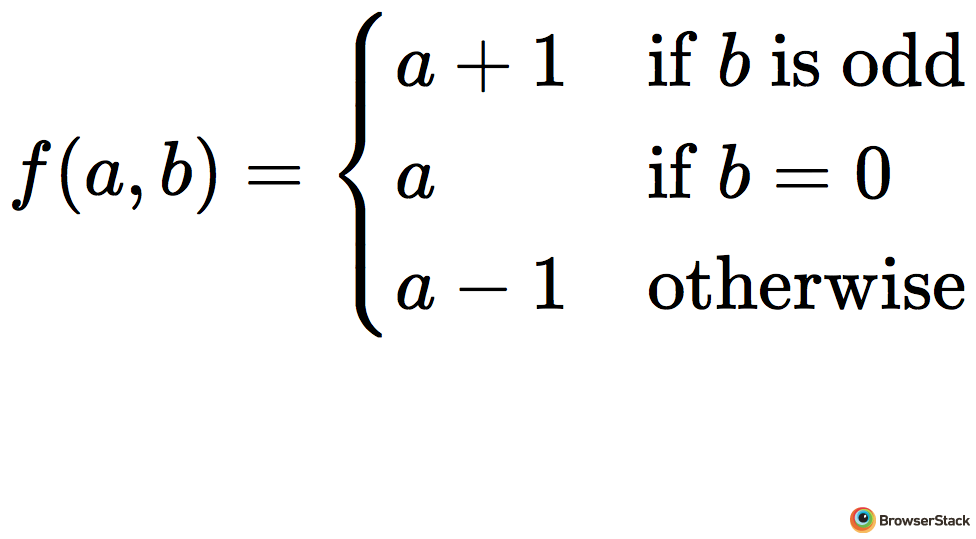 a + 1 if b is odd
f(a, b) = { a if b = 0
a − 1 otherwise
BrowserStack